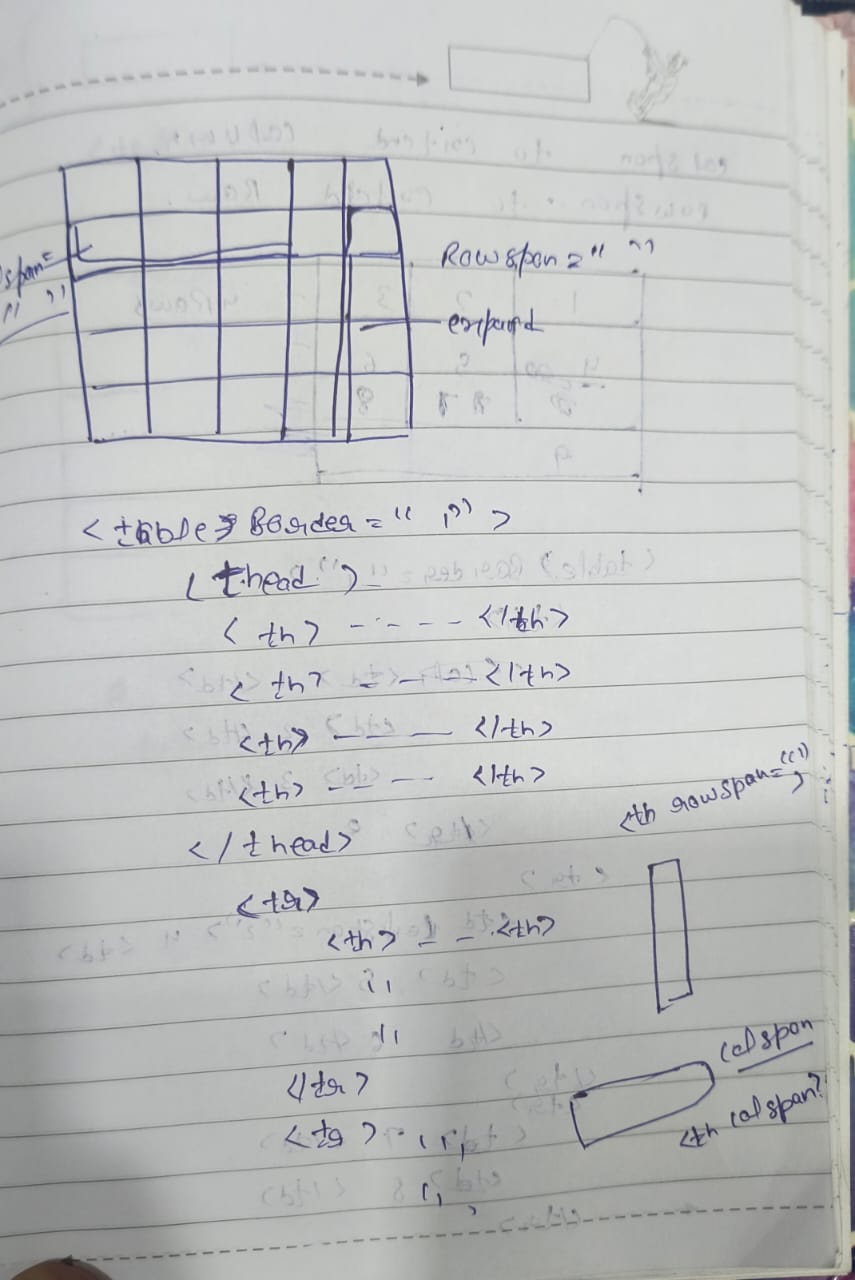 Rowspan = " "
span=
" "
expand
<table> Border = " , " >
<thead">
<th> - - - - </th>
<th> - - - - </th>
<th> - - - </th>
<th> - - - </th>
</thead>
<th rowspan="(1)
<tr>
<th> - - <th>
''
''
</tr>
colspan
<tr> - ' ' '
<th colspan?
' '